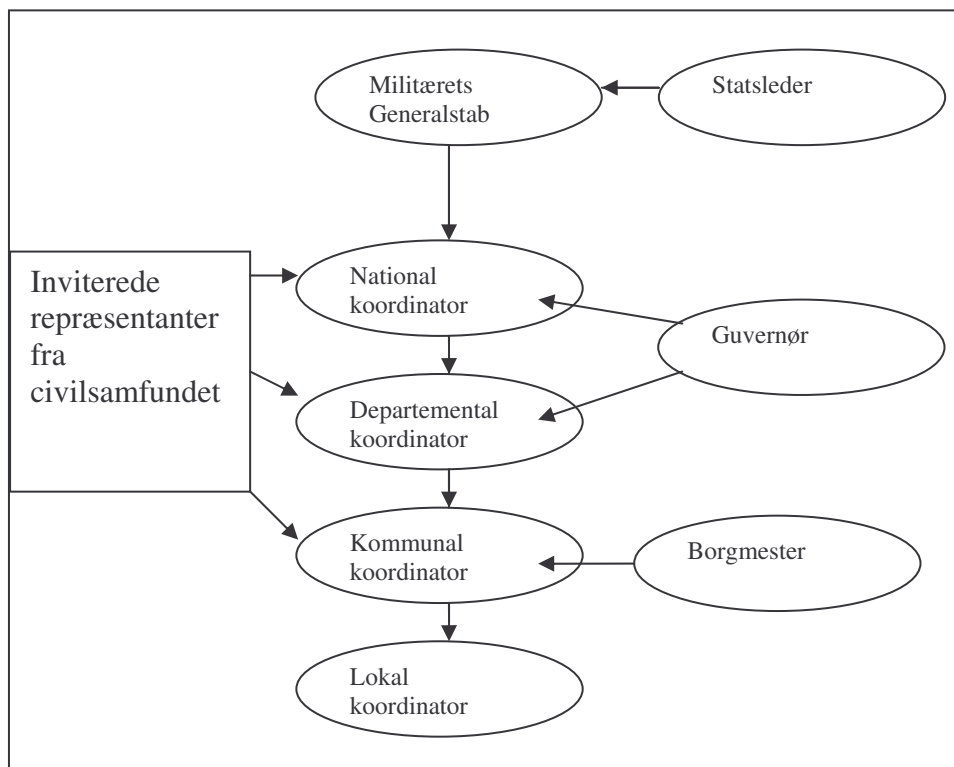 Militærets
Generalstab
Statsleder
Inviterede
repræsentanter
fra
civilsamfundet
National
koordinator
Guvernør
Departemental
koordinator
Kommunal
koordinator
Borgmester
Lokal
koordinator